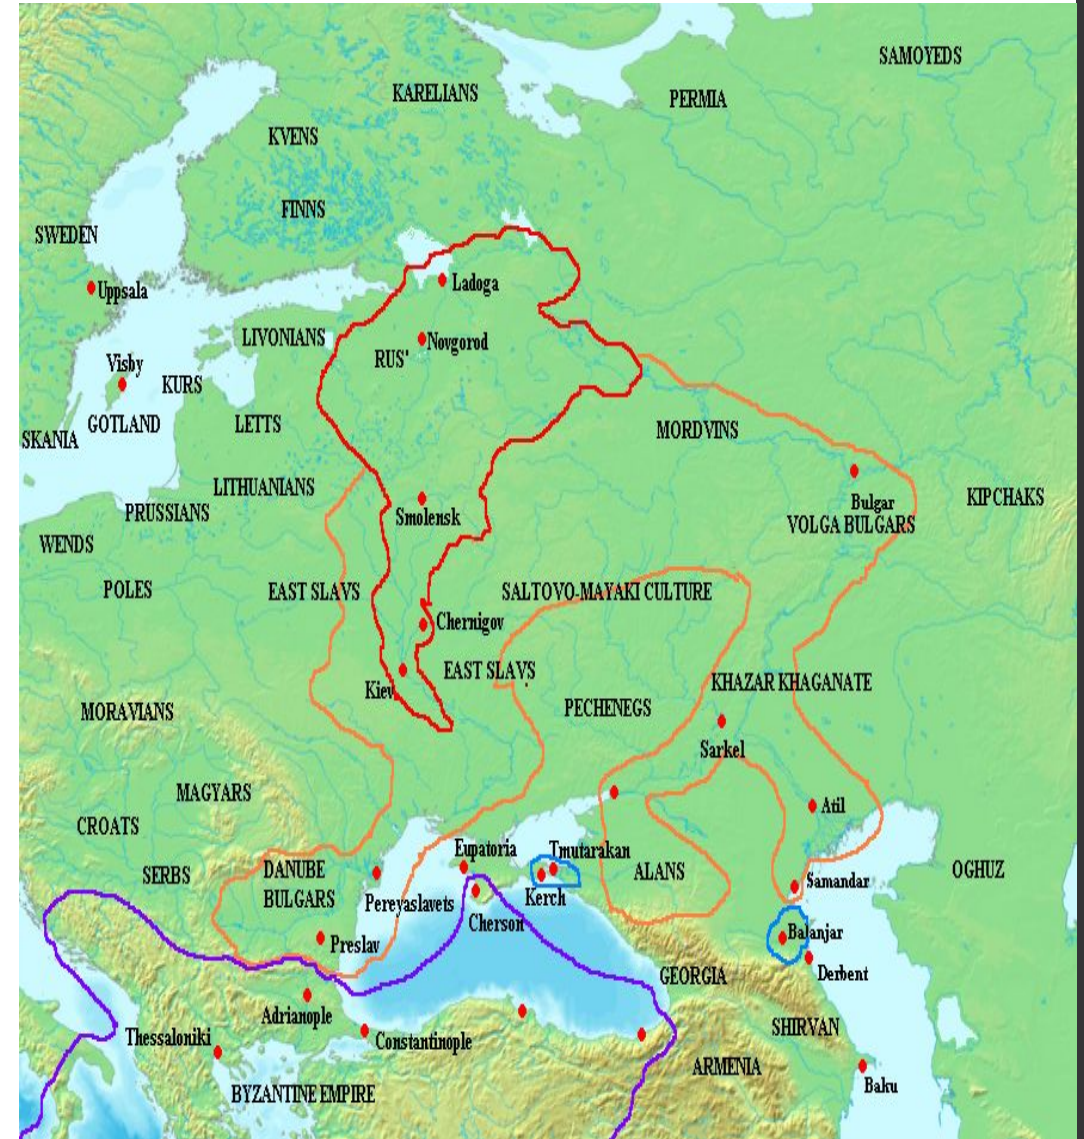 SAMOYEDS
KARELIANS
PERMIA
KVENS
FINNS
SWEDEN
Ladoga
Uppsala
LIVONIANS
Novgorod
RUS'
Visby
KURS
GOTLAND
LETTS
MORDVINS
SKANIA
LITHUANIANS
KIPCHAKS
Bulgar
PRUSSIANS
Smolensk
VOLGA BULGARS
WENDS
POLES
EAST SLAVS
SALTOVO-MAYAKI CULTURE
Chernigov
EAST SLAVS
KHAZAR KHAGANATE
Kiev
MORAVIANS
PECHENEGS
Sarkel
MAGYARS
Atil
CROATS
Eupatoria
Tmutarakan
SERBS
DANUBE
BULGARS
ALANS
OGHUZ
Samandar
Kerch
Pereyaslavets
Cherson
Balanjar
Preslav
Derbent
GEORGIA
Adrianople
SHIRVAN
Thessaloniki
Constantinople
ARMENIA
Baku
BYZANTINE EMPIRE